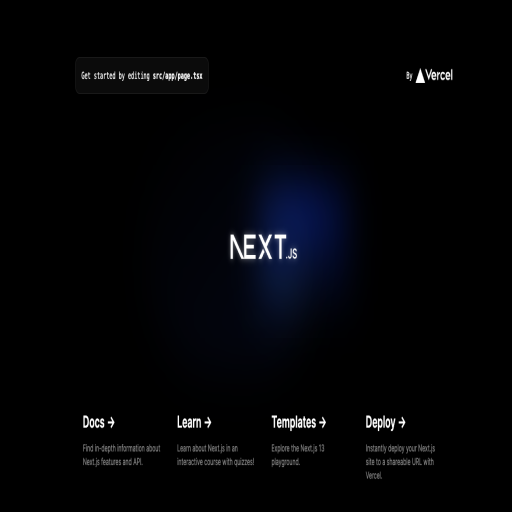 Get started by editing src/app/page.tsx
By Vercel
NEXT.JS
Docs →
Find in-depth information about
Next.js features and API.
Learn →
Learn about Next.js in an
interactive course with quizzes!
Templates →
Explore the Next.js 13
playground.
Deploy →
Instantly deploy your Next.js
site to a shareable URL with
Vercel.